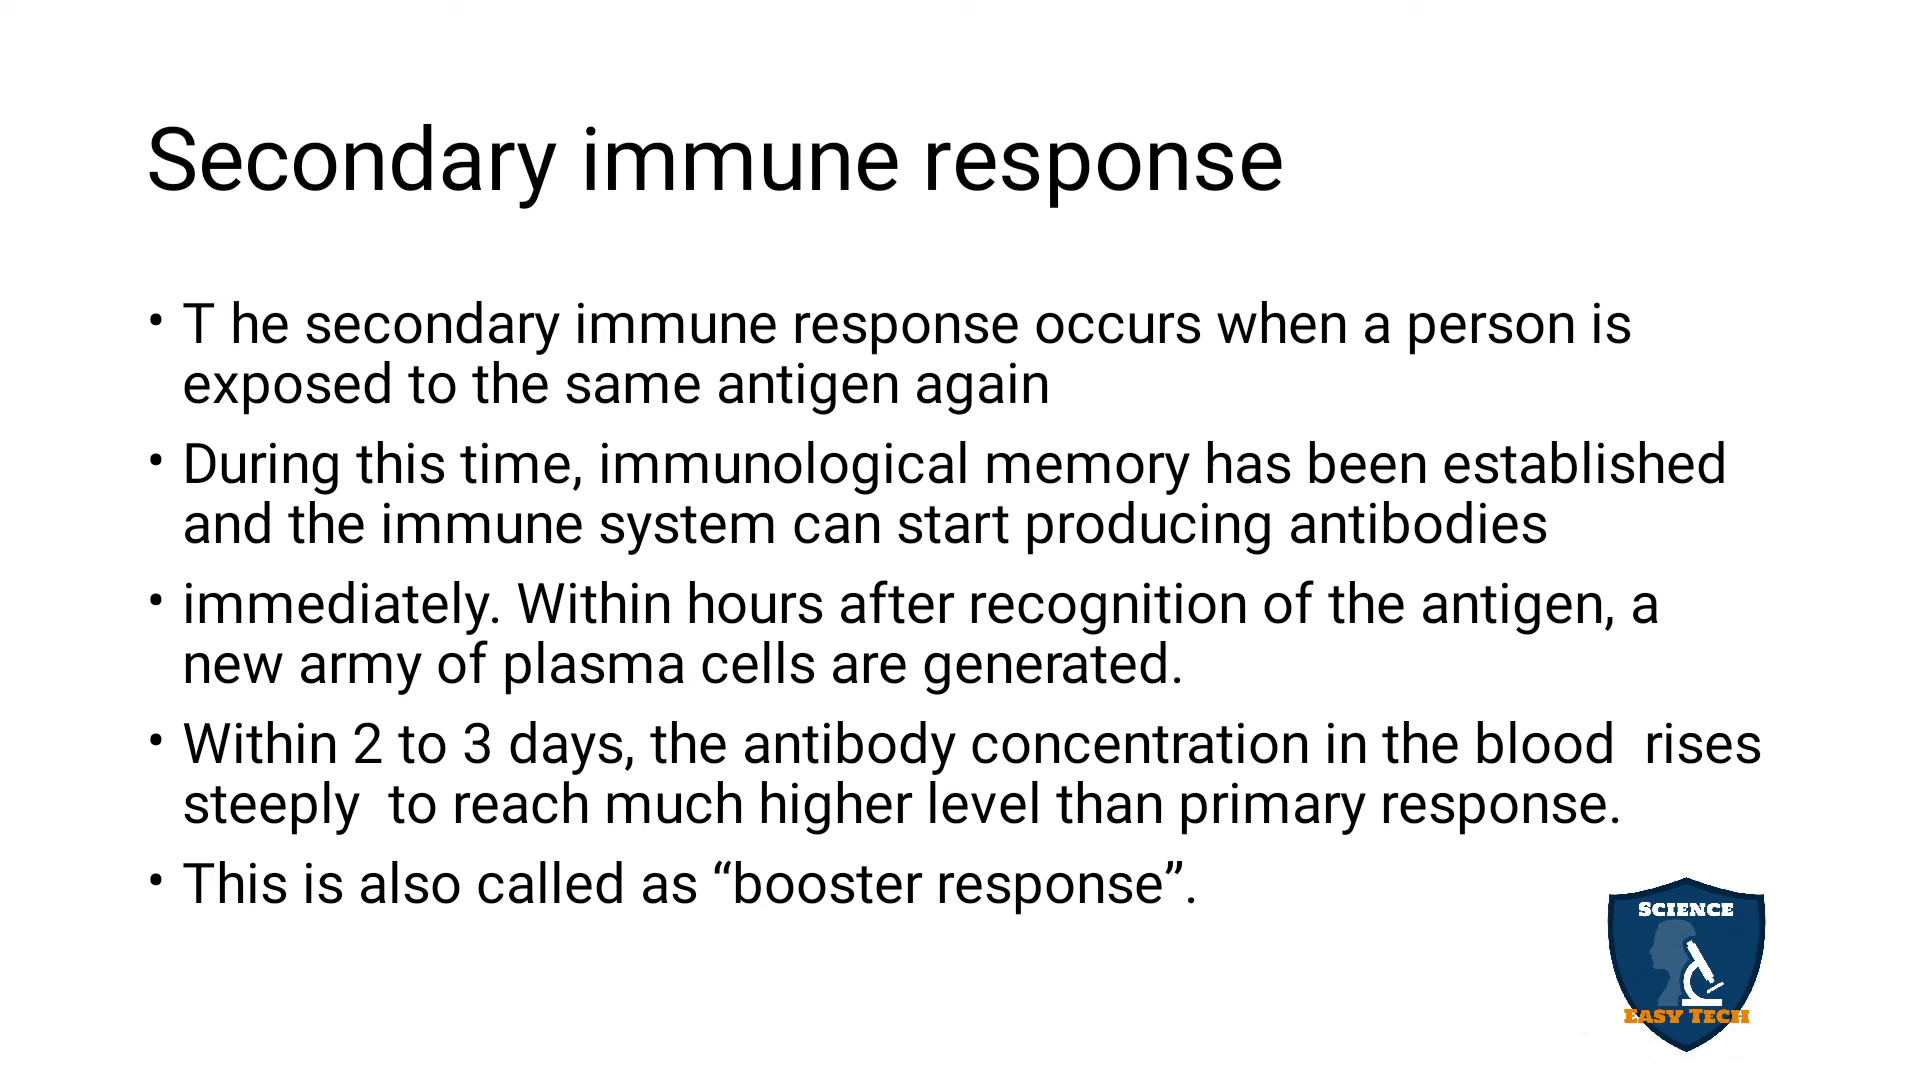 Secondary immune response
• T he secondary immune response occurs when a person is
exposed to the same antigen again
• During this time, immunological memory has been established
and the immune system can start producing antibodies
• immediately. Within hours after recognition of the antigen, a
new army of plasma cells are generated.
• Within 2 to 3 days, the antibody concentration in the blood  rises
steeply  to reach much higher level than primary response.
• This is also called as “booster response”.
SCIENCE
EASY TECH